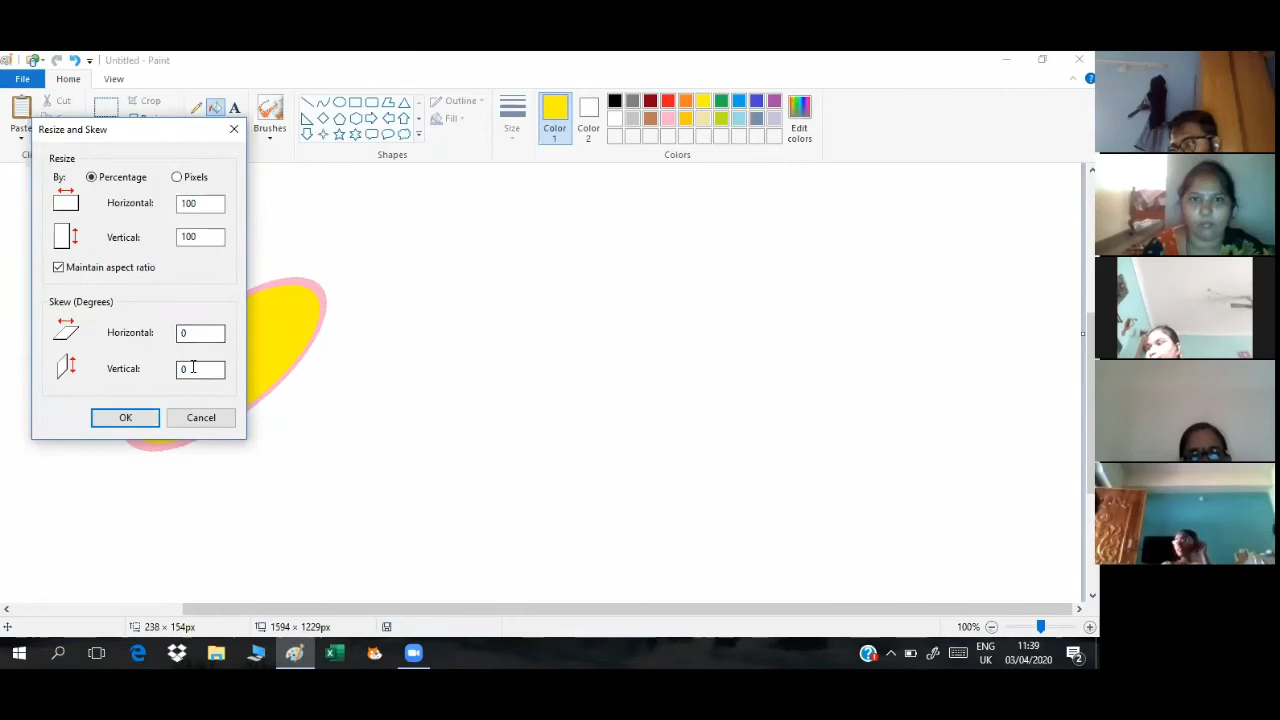 Untitled - Paint
File
Home
View
Paste
Cut
Crop
Brushes
Outline
Fill
Shapes
Size
Color
1
Color
2
Edit
colors
Colors
Resize and Skew
Resize
By:
Percentage
Pixels
Horizontal:
100
Vertical:
100
Maintain aspect ratio
Skew (Degrees)
Horizontal:
0
Vertical:
0
OK
Cancel
238 × 154px
1594 × 1229px
100%
ENG
UK
11:39
03/04/2020
2